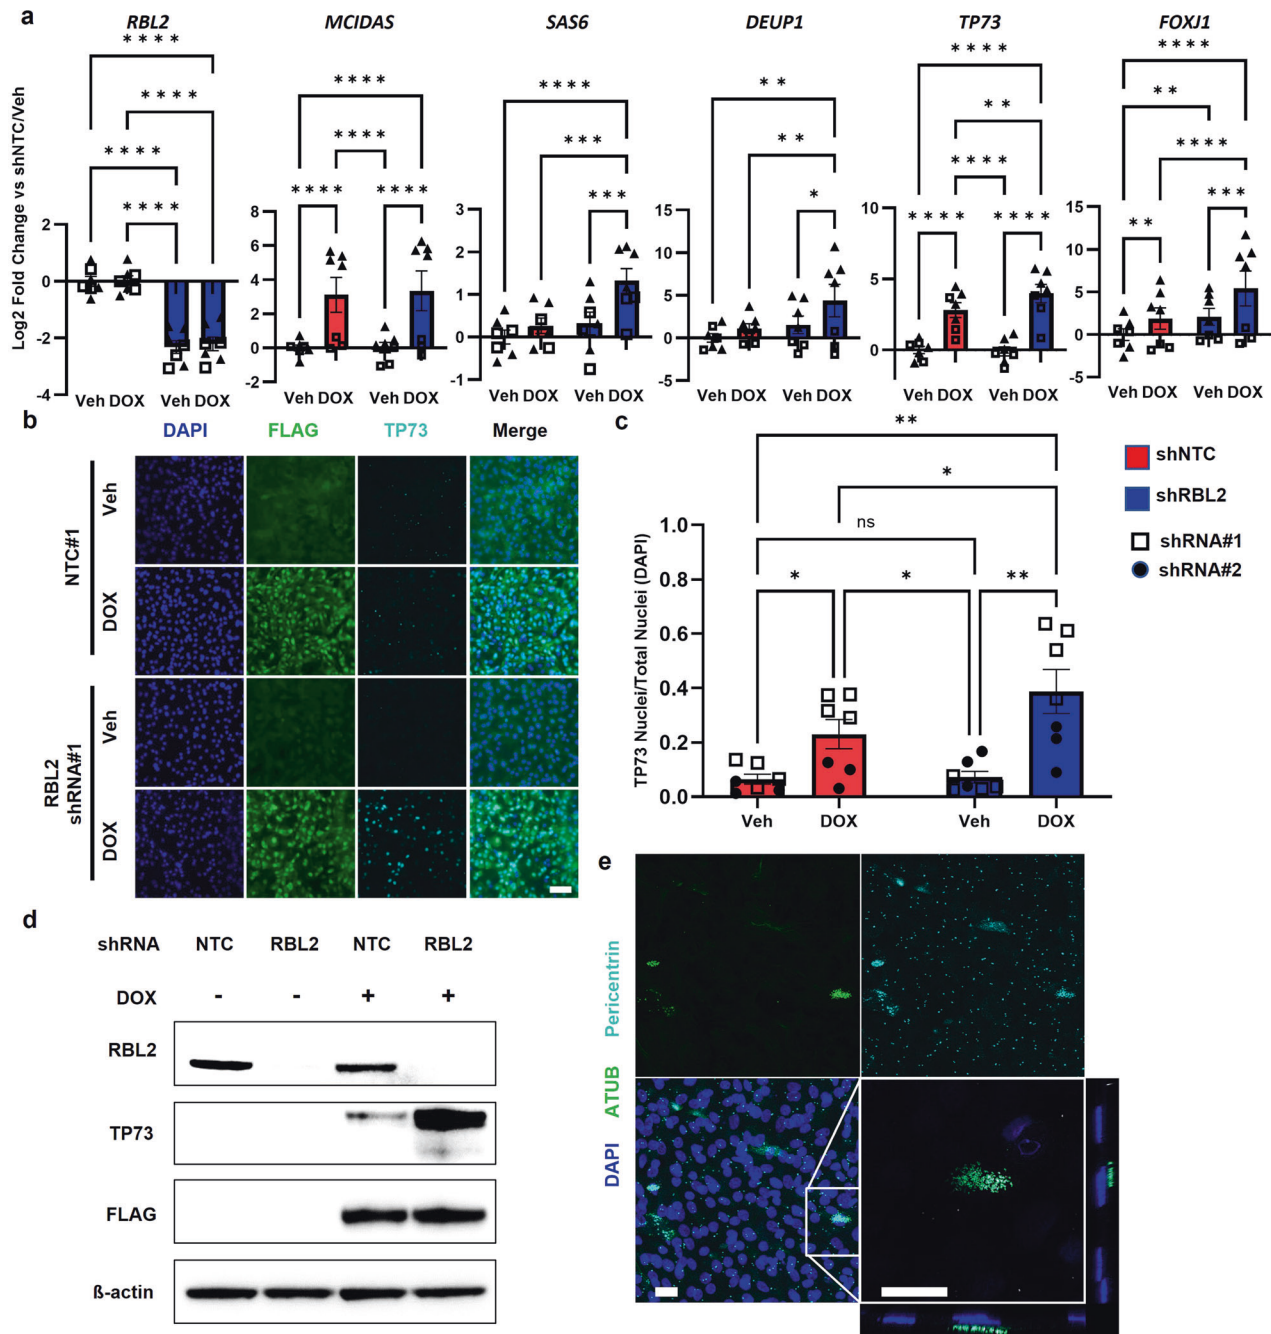 a
RBL2 MCIDAS SAS6 DEUP1 TP73 FOXJ1
Log2 Fold Change vs shNTC/Veh
**** **** **** ****
2 0 -2 -4
Veh DOX Veh DOX
**** **** **** ****
8 6 4 2 0 -2
Veh DOX Veh DOX
**** *** ***
3 2 1 0 -1
Veh DOX Veh DOX
** ** *
15 10 5 0 -5
Veh DOX Veh DOX
**** ** **** **** ****
10 5 0
Veh DOX Veh DOX
**** ** **** ** ***
15 10 5 0 -5
Veh DOX Veh DOX
b
DAPI FLAG TP73 Merge
NTC#1
Veh
DOX
RBL2
shRNA#1
Veh
DOX
c
TP73 Nuclei/Total Nuclei (DAPI)
**
*
ns
* * **
1.0
0.8
0.6
0.4
0.2
0.0
Veh DOX Veh DOX
shNTC
shRBL2
shRNA#1
shRNA#2
d
shRNA NTC RBL2 NTC RBL2
DOX - - + +
RBL2
TP73
FLAG
ß-actin
e
DAPI ATUB Pericentrin